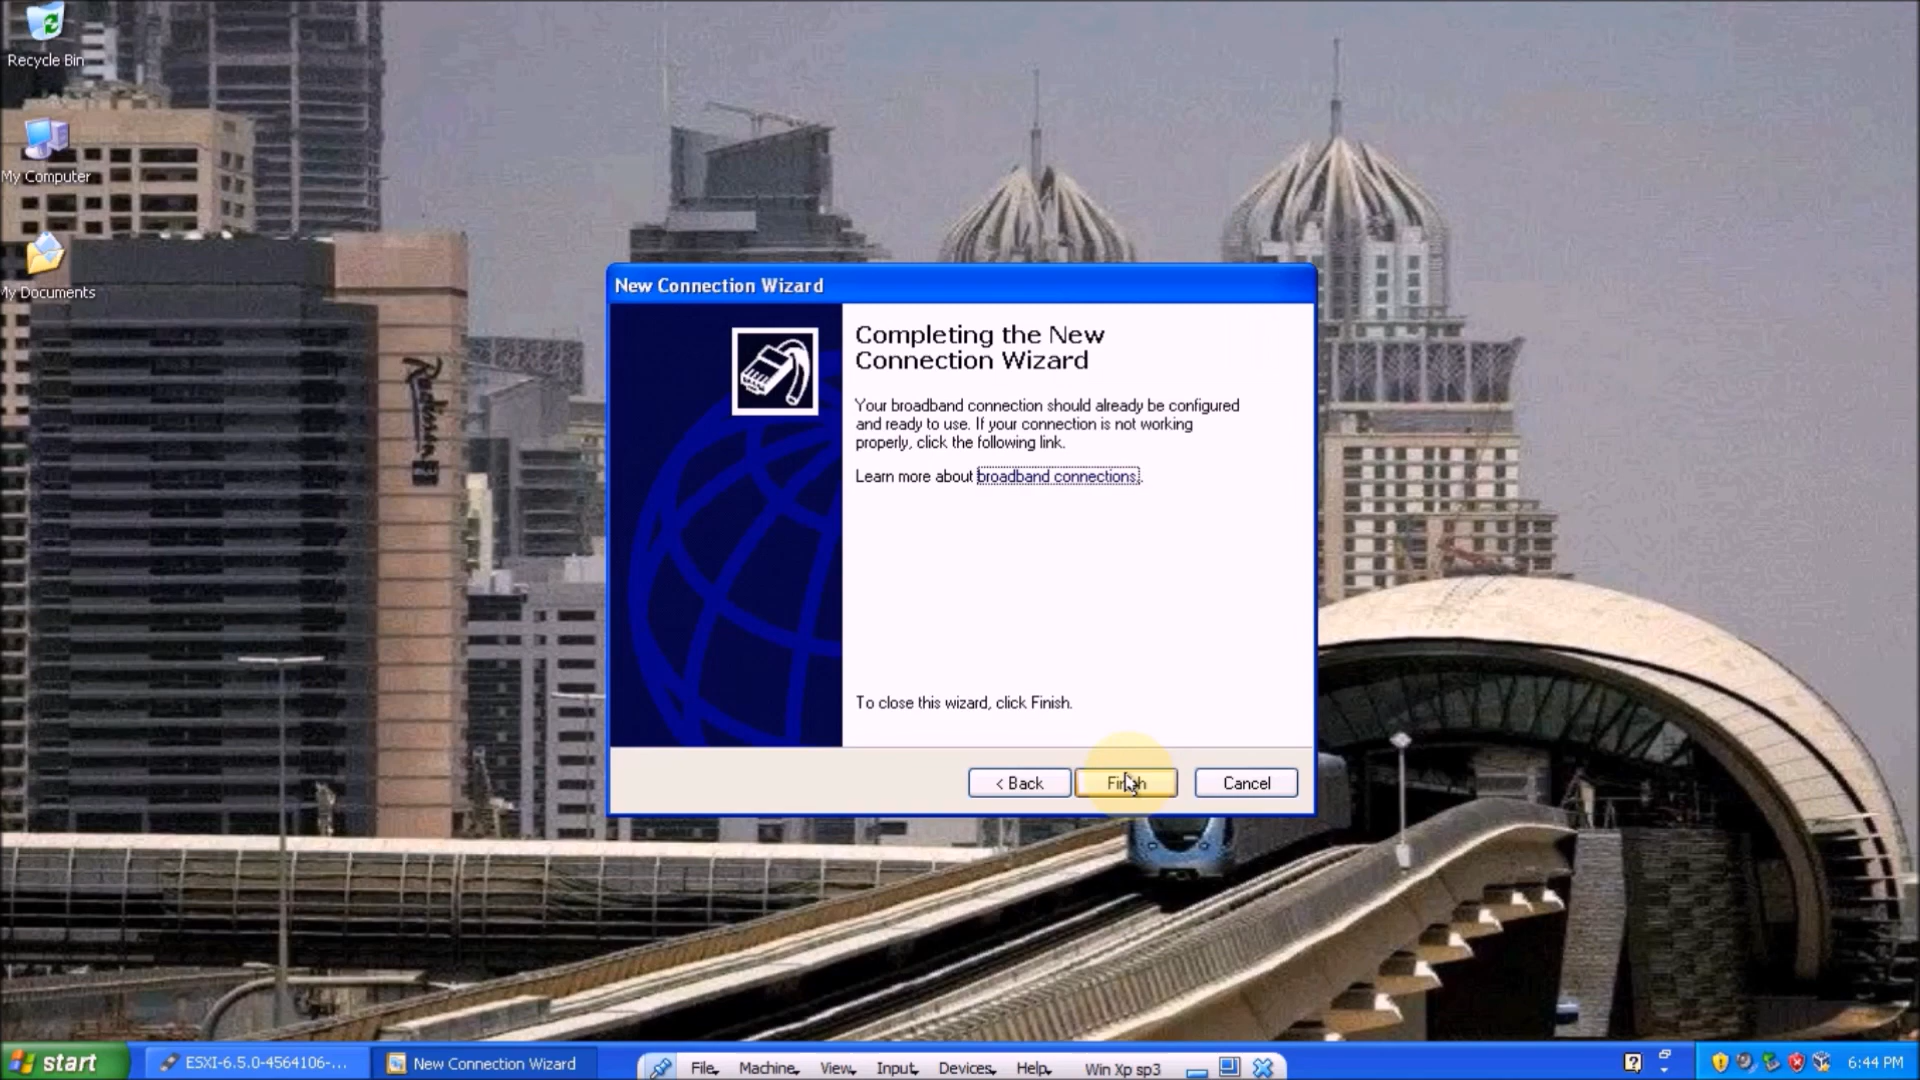 Recycle Bin
My Computer
My Documents
Radisson
New Connection Wizard
Completing the New
Connection Wizard
Your broadband connection should already be configured
and ready to use. If your connection is not working
properly, click the following link.
Learn more about broadband connections.
To close this wizard, click Finish.
< Back
Finish
Cancel
start
ESXI-6.5.0-4564106-...
New Connection Wizard
File
Machine
View
Input
Devices
Help
Win Xp sp3
6:44 PM